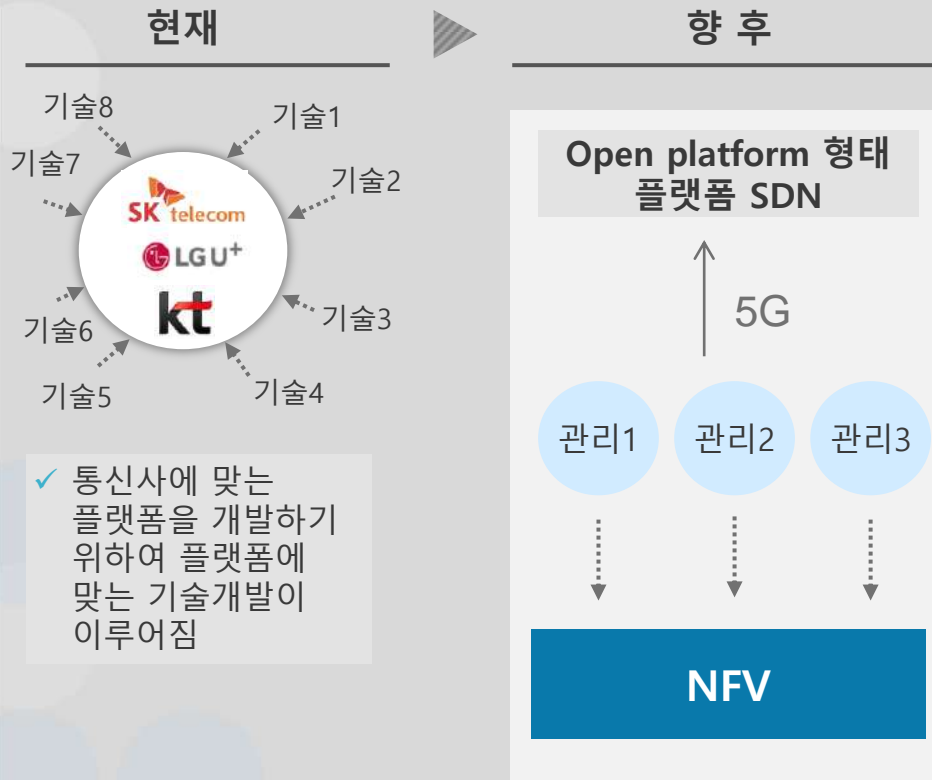 현재
향 후
기술8
기술1
기술7
기술2
SK telecom
LG U+
kt
기술6
기술3
기술5
기술4
✓ 통신사에 맞는
플랫폼을 개발하기
위하여 플랫폼에
맞는 기술개발이
이루어짐
Open platform 형태
플랫폼 SDN
5G
관리1
관리2
관리3
NFV